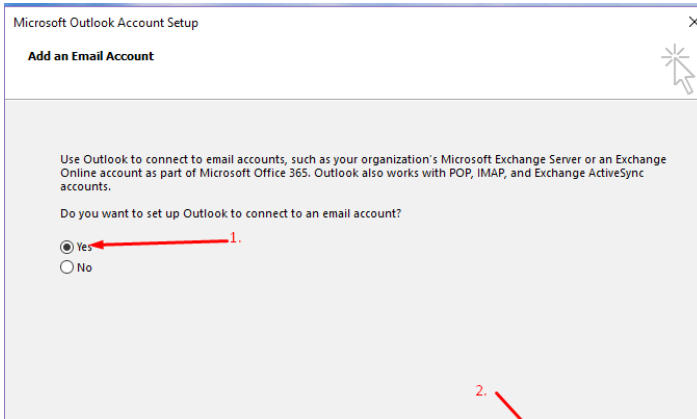 Microsoft Outlook Account Setup
Add an Email Account
Use Outlook to connect to email accounts, such as your organization's Microsoft Exchange Server or an Exchange
Online account as part of Microsoft Office 365. Outlook also works with POP, IMAP, and Exchange ActiveSync
accounts.
Do you want to set up Outlook to connect to an email account?
Yes 1.
No
2.